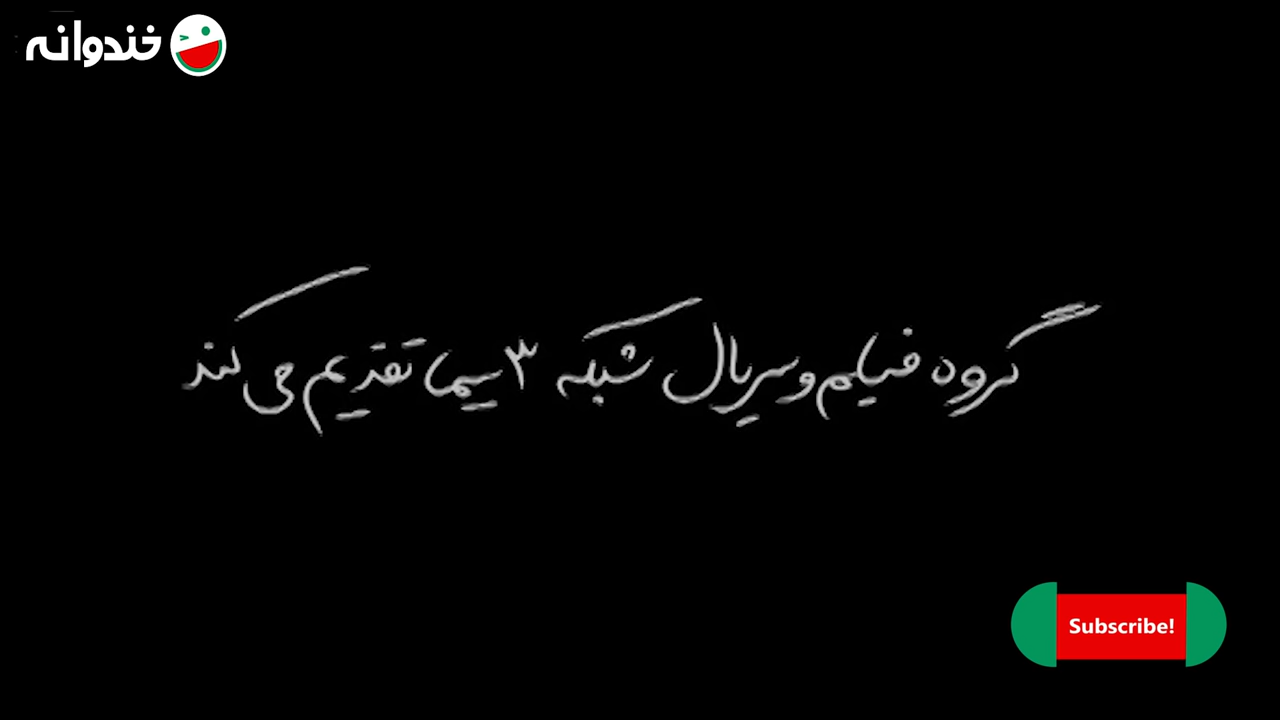 خندوانه
گروه فیلم و سریال شبکه ۳ سیما تقدیم می‌کند
Subscribe!